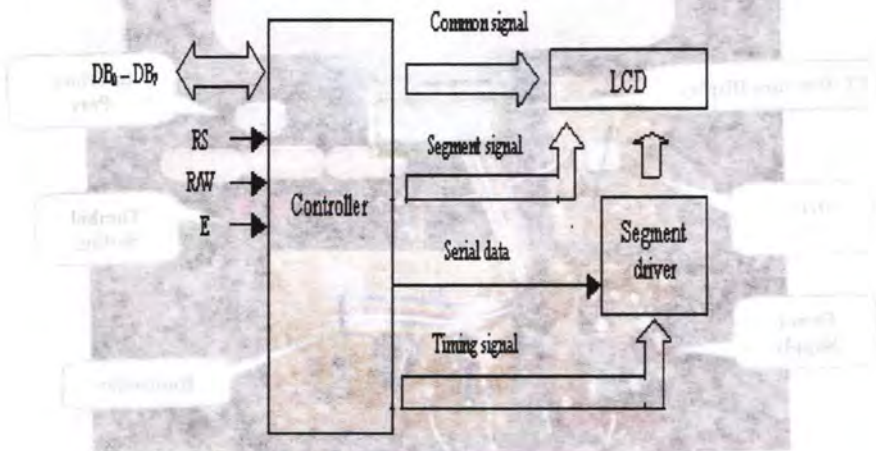 Common signal
DB₀ – DB₇
LCD
RS
Segment signal
R/W
Controller
E
Segment
driver
Serial data
Timing signal